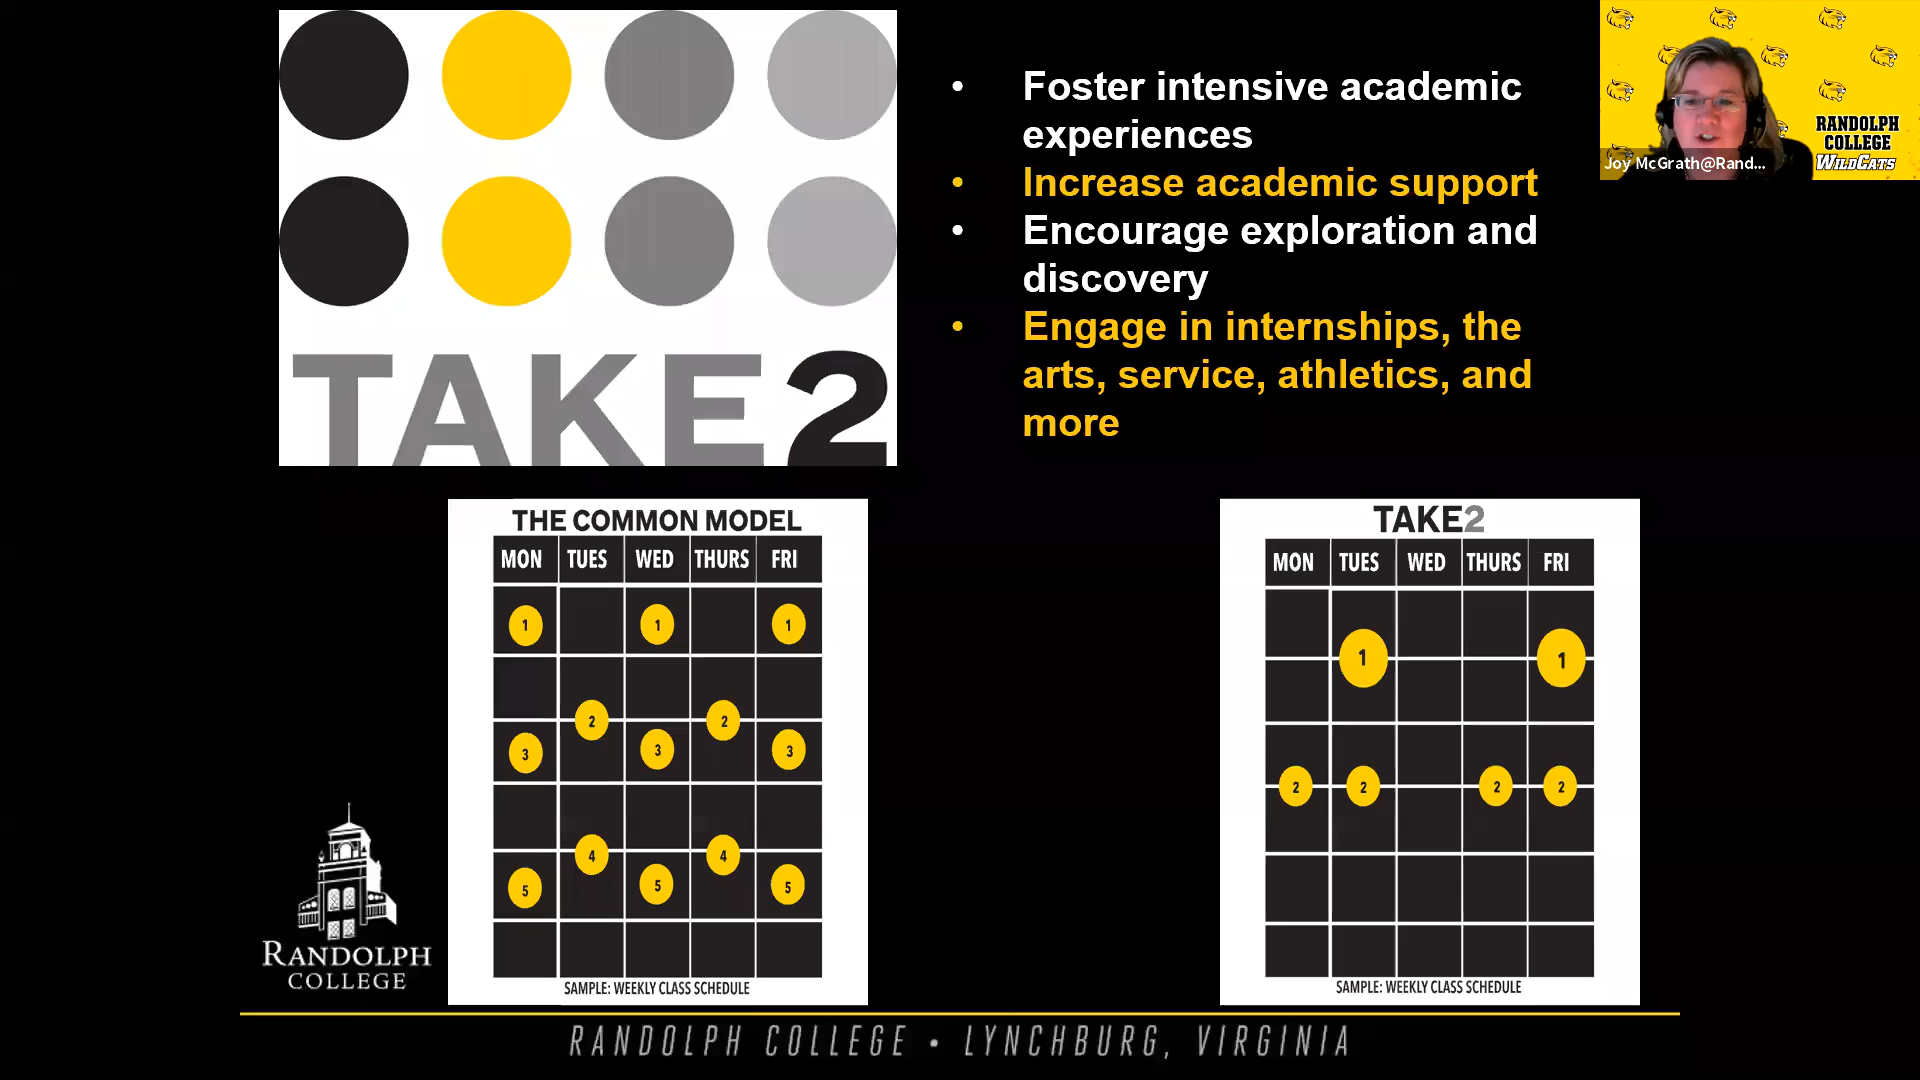 TAKE2
• Foster intensive academic
experiences
• Increase academic support
• Encourage exploration and
discovery
• Engage in internships, the
arts, service, athletics, and
more
RANDOLPH
COLLEGE
WILDCATS
Joy McGrath@Rand...
THE COMMON MODEL
MON TUES WED THURS FRI
1 1 1
2 2
3 3 3
4 4
5 5 5
SAMPLE: WEEKLY CLASS SCHEDULE
TAKE2
MON TUES WED THURS FRI
1 1
2 2 2 2
SAMPLE: WEEKLY CLASS SCHEDULE
RANDOLPH
COLLEGE
RANDOLPH COLLEGE • LYNCHBURG, VIRGINIA